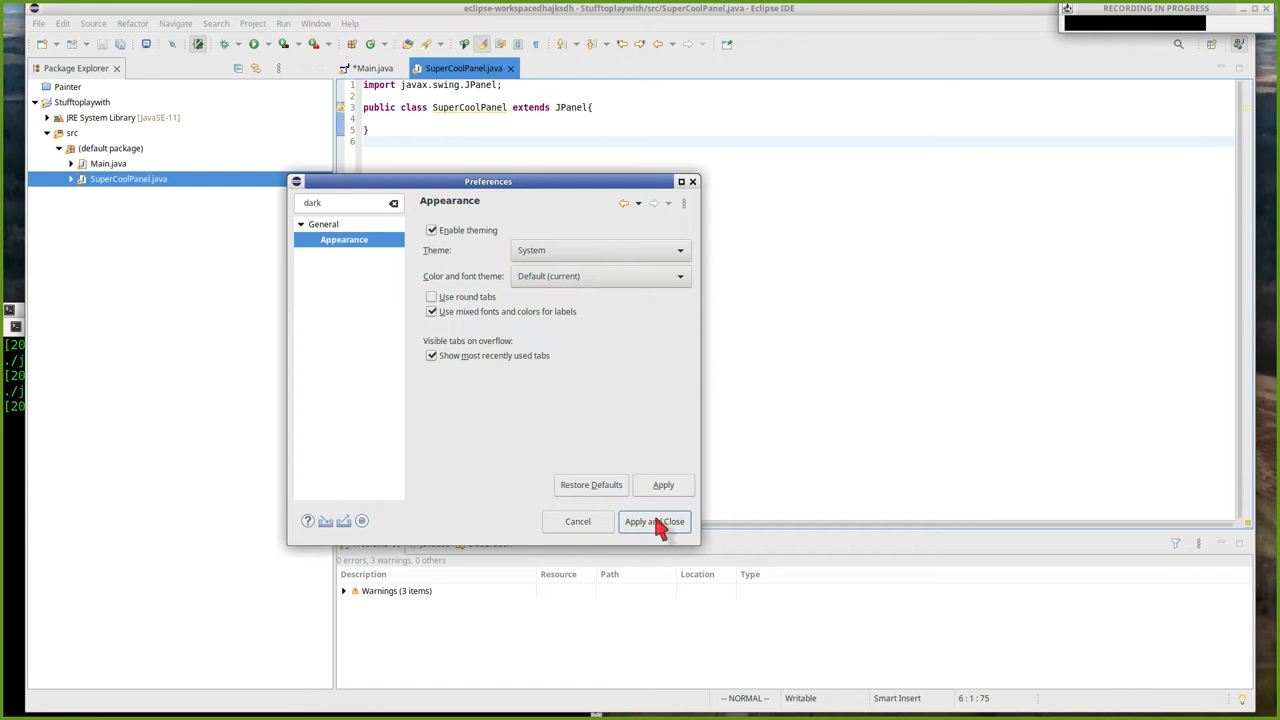 eclipse-workspacedhajksdh - Stufftoplaywith/src/SuperCoolPanel.java - Eclipse IDE
RECORDING IN PROGRESS
File Edit Source Refactor Navigate Search Project Run Window Help
Package Explorer
*Main.java
SuperCoolPanel.java
Painter
Stufftoplaywith
JRE System Library [JavaSE-11]
src
(default package)
Main.java
SuperCoolPanel.java
1 import javax.swing.JPanel;
2
3 public class SuperCoolPanel extends JPanel{
4
5 }
6
Preferences
dark
General
Appearance
Appearance
Enable theming
Theme: System
Color and font theme: Default (current)
Use round tabs
Use mixed fonts and colors for labels
Visible tabs on overflow:
Show most recently used tabs
Restore Defaults Apply
Cancel Apply and Close
[20
./j
[20
./j
[20
0 errors, 3 warnings, 0 others
Description Resource Path Location Type
Warnings (3 items)
-- NORMAL -- Writable Smart Insert 6 : 1 : 75